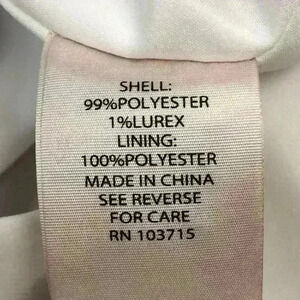 SHELL:
99%POLYESTER
1%LUREX
LINING:
100%POLYESTER
MADE IN CHINA
SEE REVERSE
FOR CARE
RN 103715